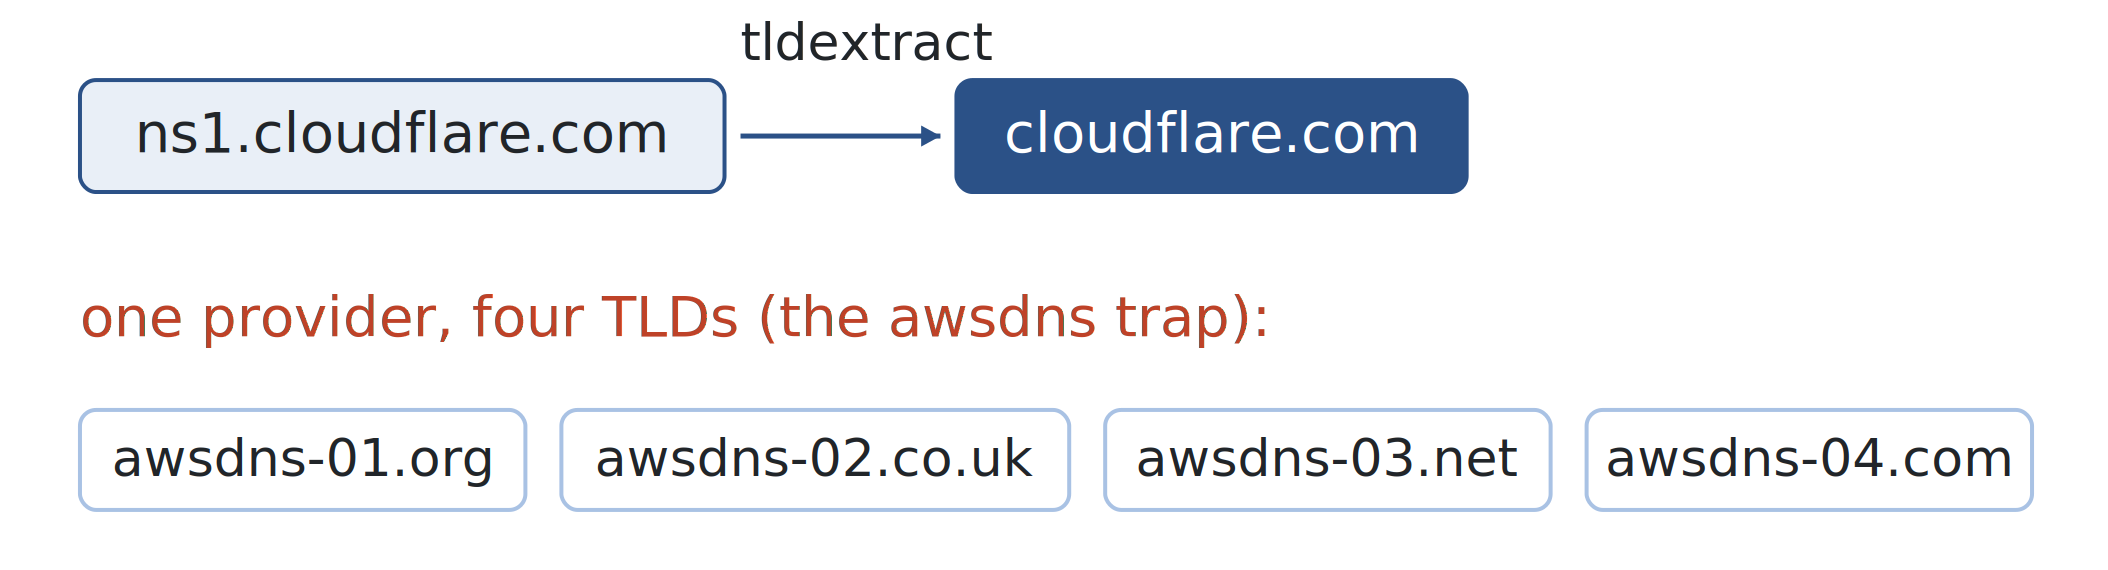 tldextract
ns1.cloudflare.com
cloudflare.com
one provider, four TLDs (the awsdns trap):
awsdns-01.org
awsdns-02.co.uk
awsdns-03.net
awsdns-04.com